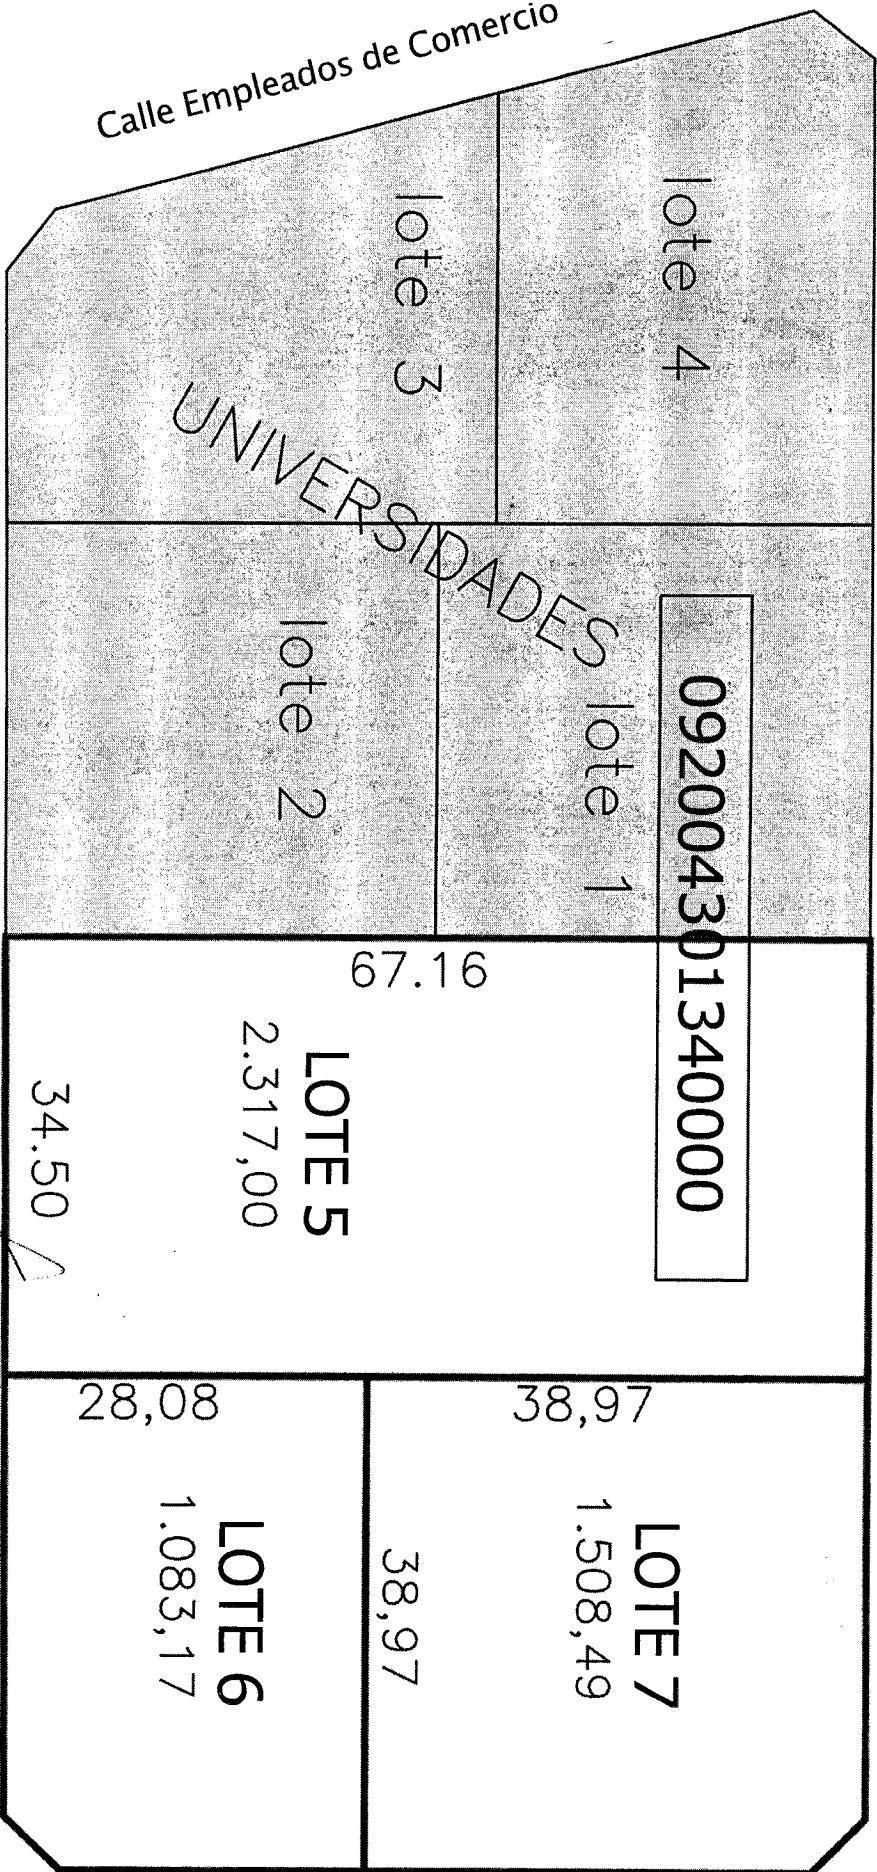 Calle Empleados de Comercio
lote 4
lote 3
UNIVERSIDADES
lote 2
lote 1
092004301340000
67.16
LOTE 5
2.317,00
34.50
28,08
38,97
LOTE 6
1.083,17
38,97
LOTE 7
1.508,49